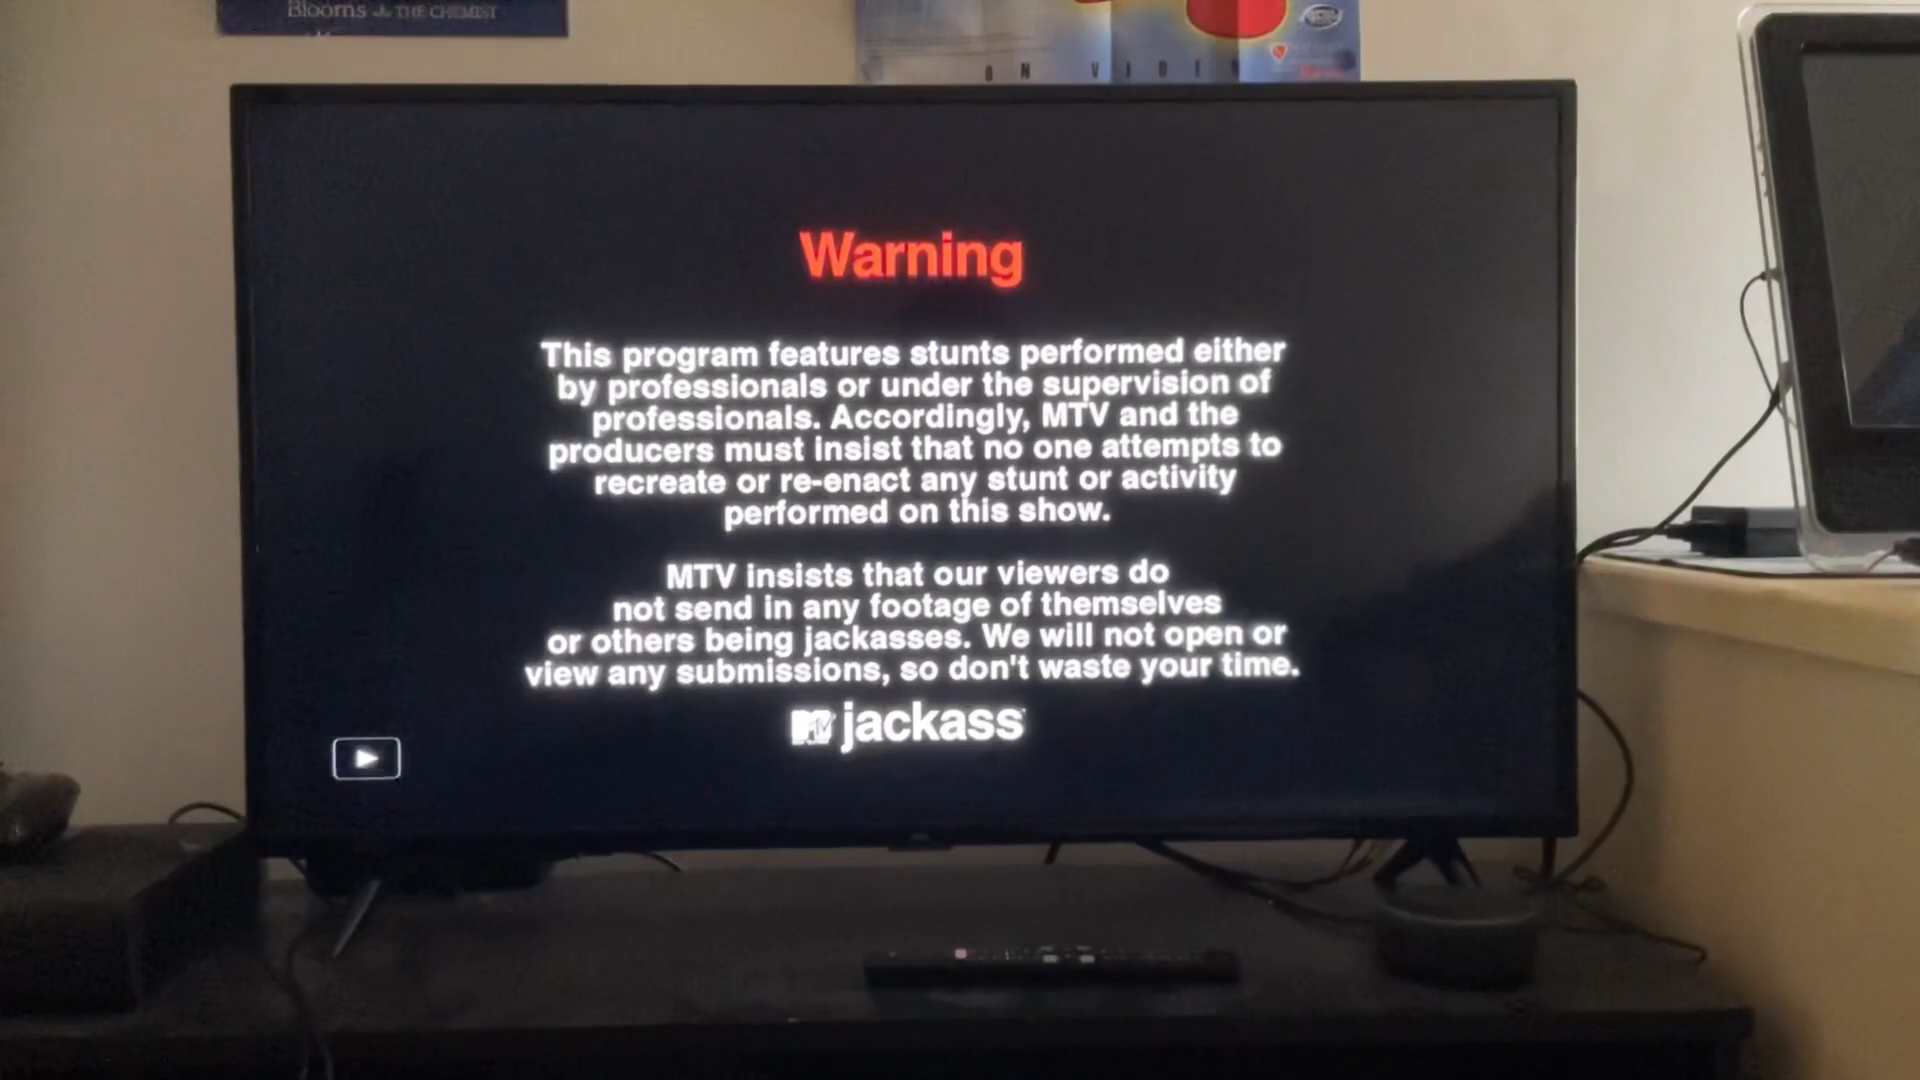 Blooms THE CHEMIST
ON VIDE
Warning
This program features stunts performed either
by professionals or under the supervision of
professionals. Accordingly, MTV and the
producers must insist that no one attempts to
recreate or re-enact any stunt or activity
performed on this show.
MTV insists that our viewers do
not send in any footage of themselves
or others being jackasses. We will not open or
view any submissions, so don't waste your time.
MTV jackass